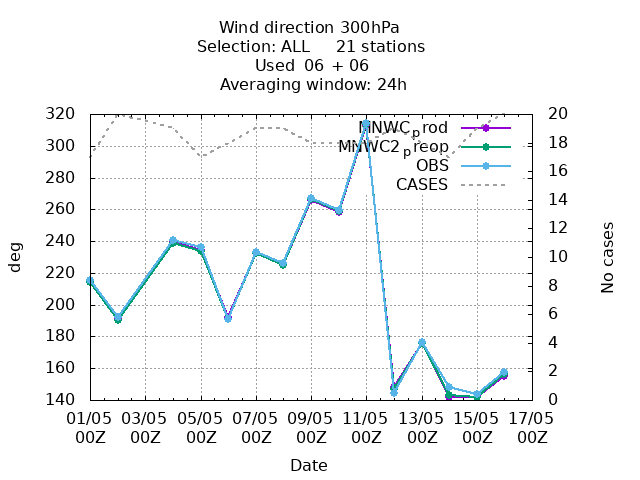 Wind direction 300hPa
Selection: ALL 21 stations
Used 06 + 06
Averaging window: 24h
320
300
280
260
240
220
200
180
160
140
20
18
16
14
12
10
8
6
4
2
0
MNWC_prod
MNWC2_preop
OBS
CASES
deg
No cases
01/05 03/05 05/05 07/05 09/05 11/05 13/05 15/05 17/05
00Z 00Z 00Z 00Z 00Z 00Z 00Z 00Z 00Z
Date